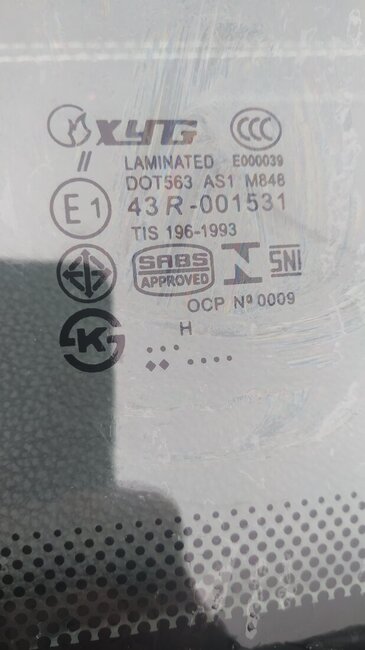 XYG CCC
// LAMINATED E000039
DOT563 AS1 M848
E1 43R-001531
TIS 196-1993
SABS APPROVED SNI
OCP Nº 0009
K
H